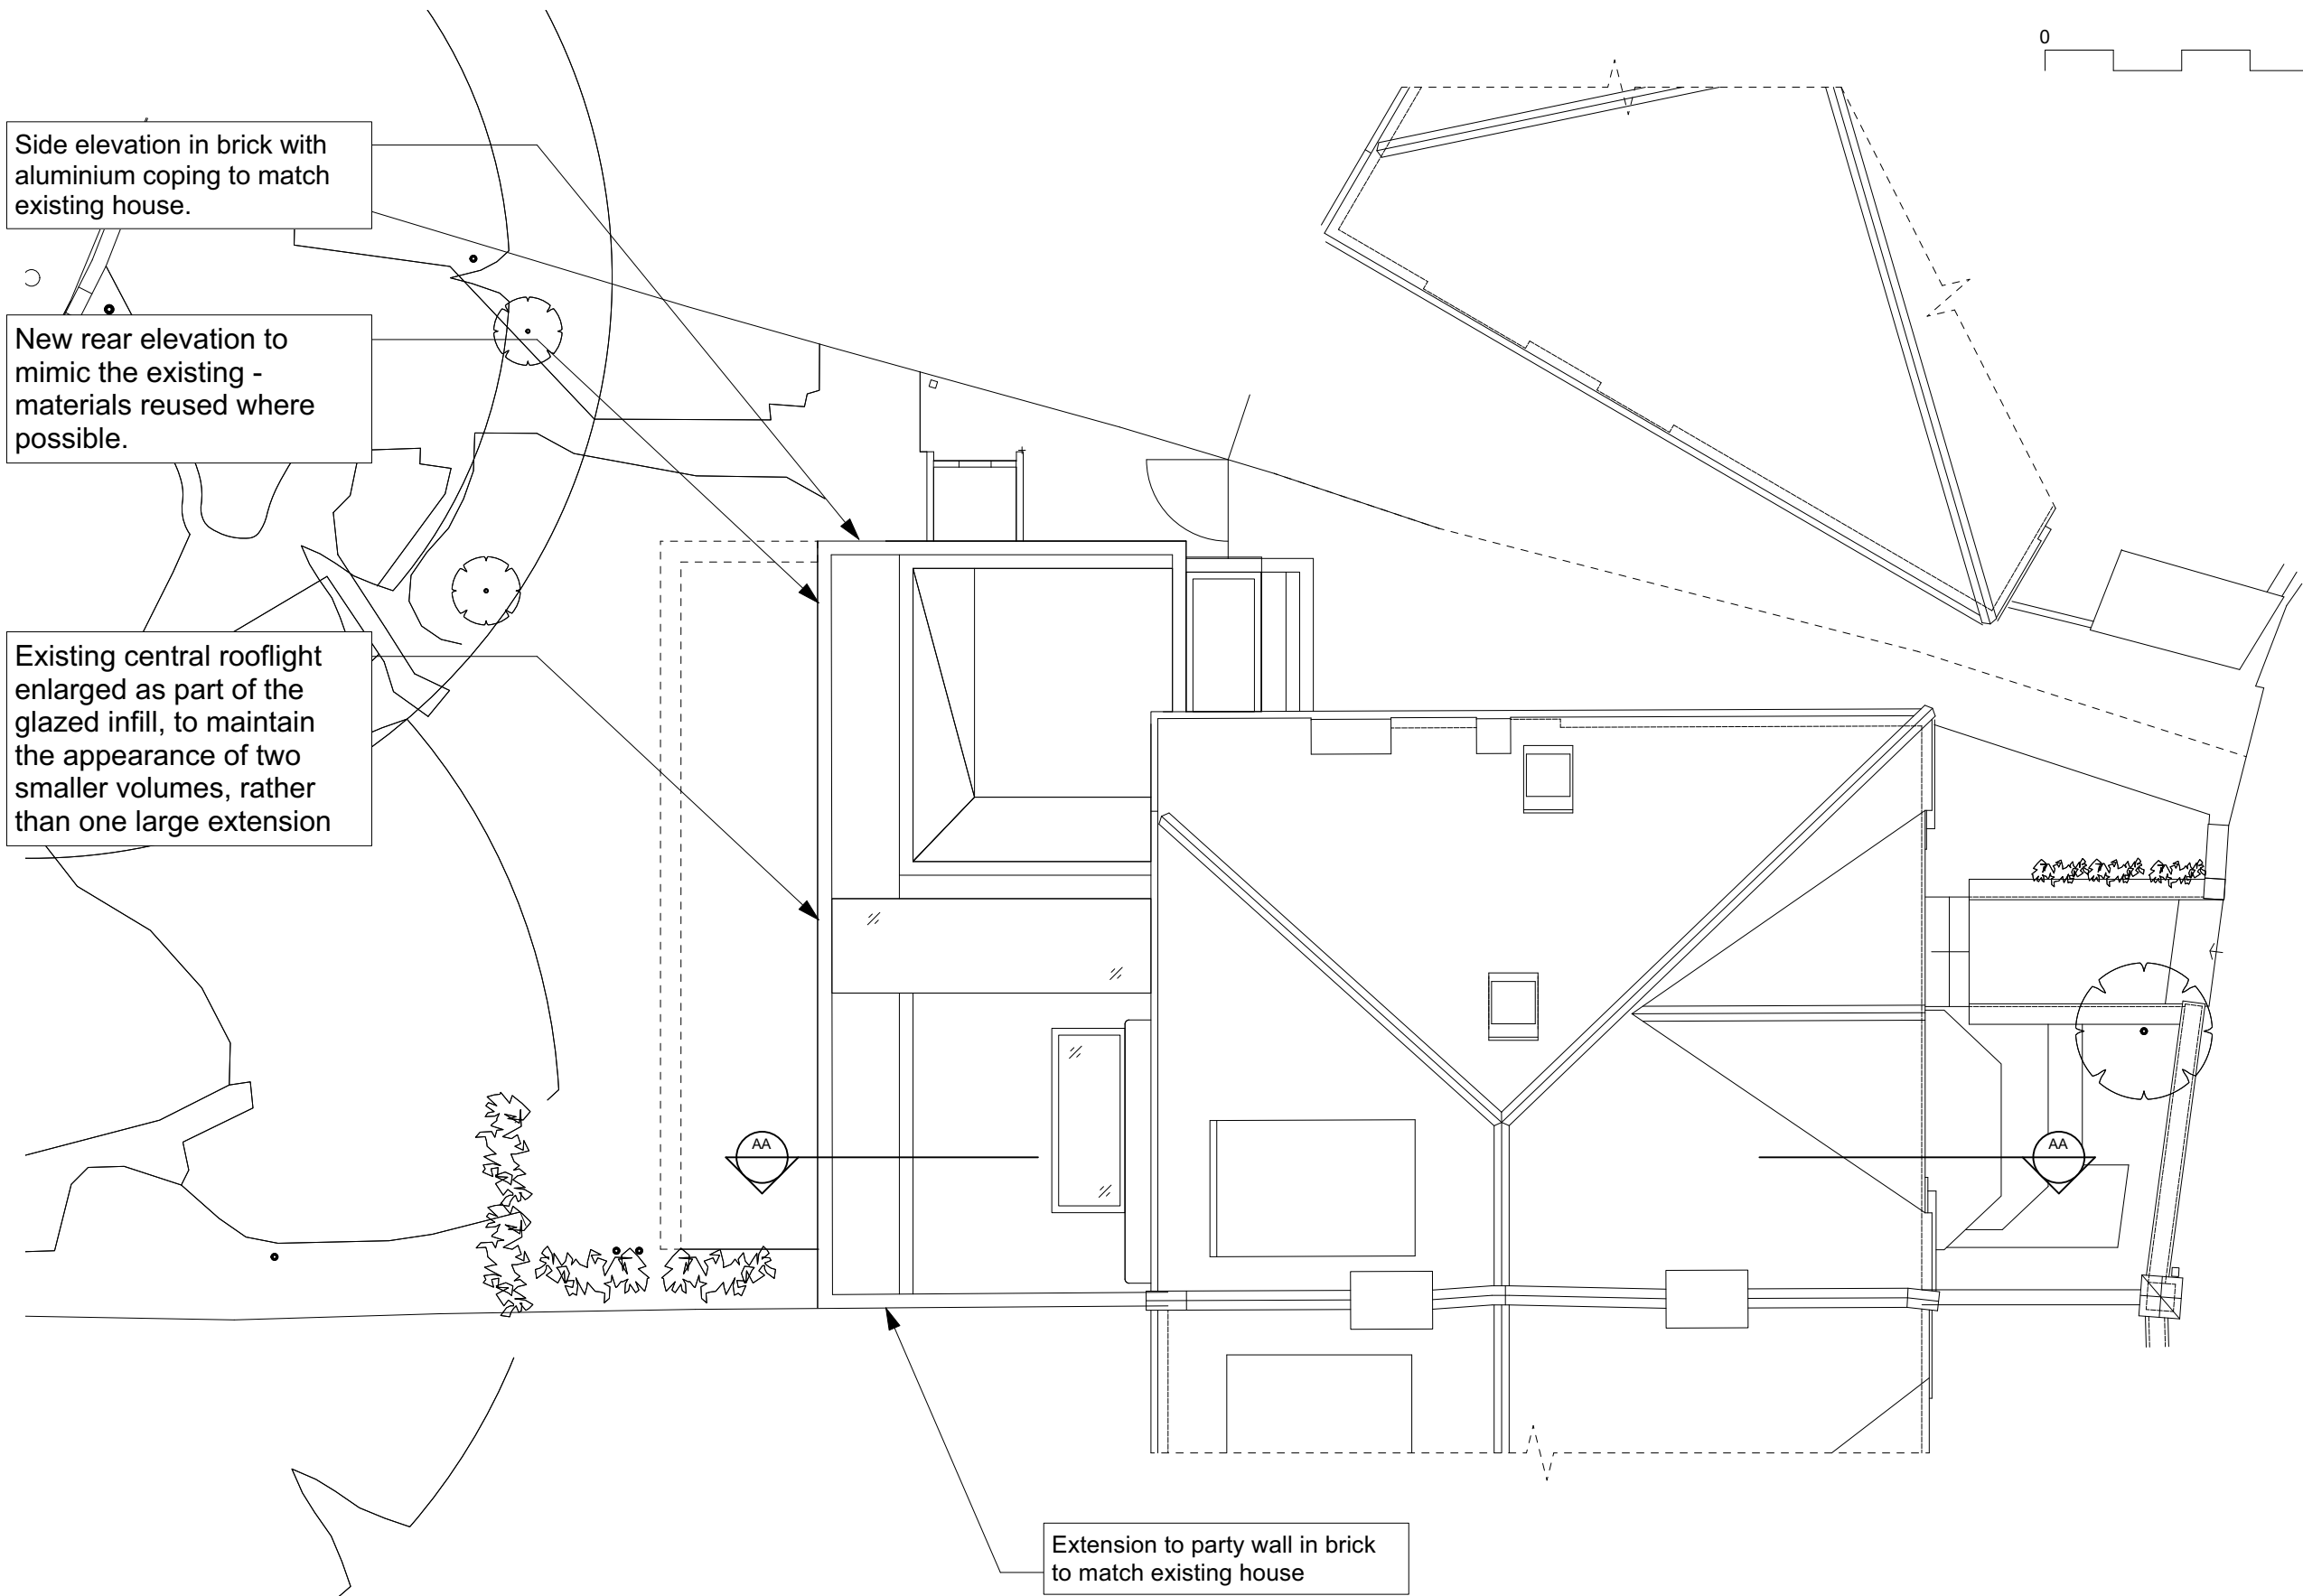 0
Side elevation in brick with
aluminium coping to match
existing house.
New rear elevation to
mimic the existing -
materials reused where
possible.
Existing central rooflight
enlarged as part of the
glazed infill, to maintain
the appearance of two
smaller volumes, rather
than one large extension
AA
AA
Extension to party wall in brick
to match existing house